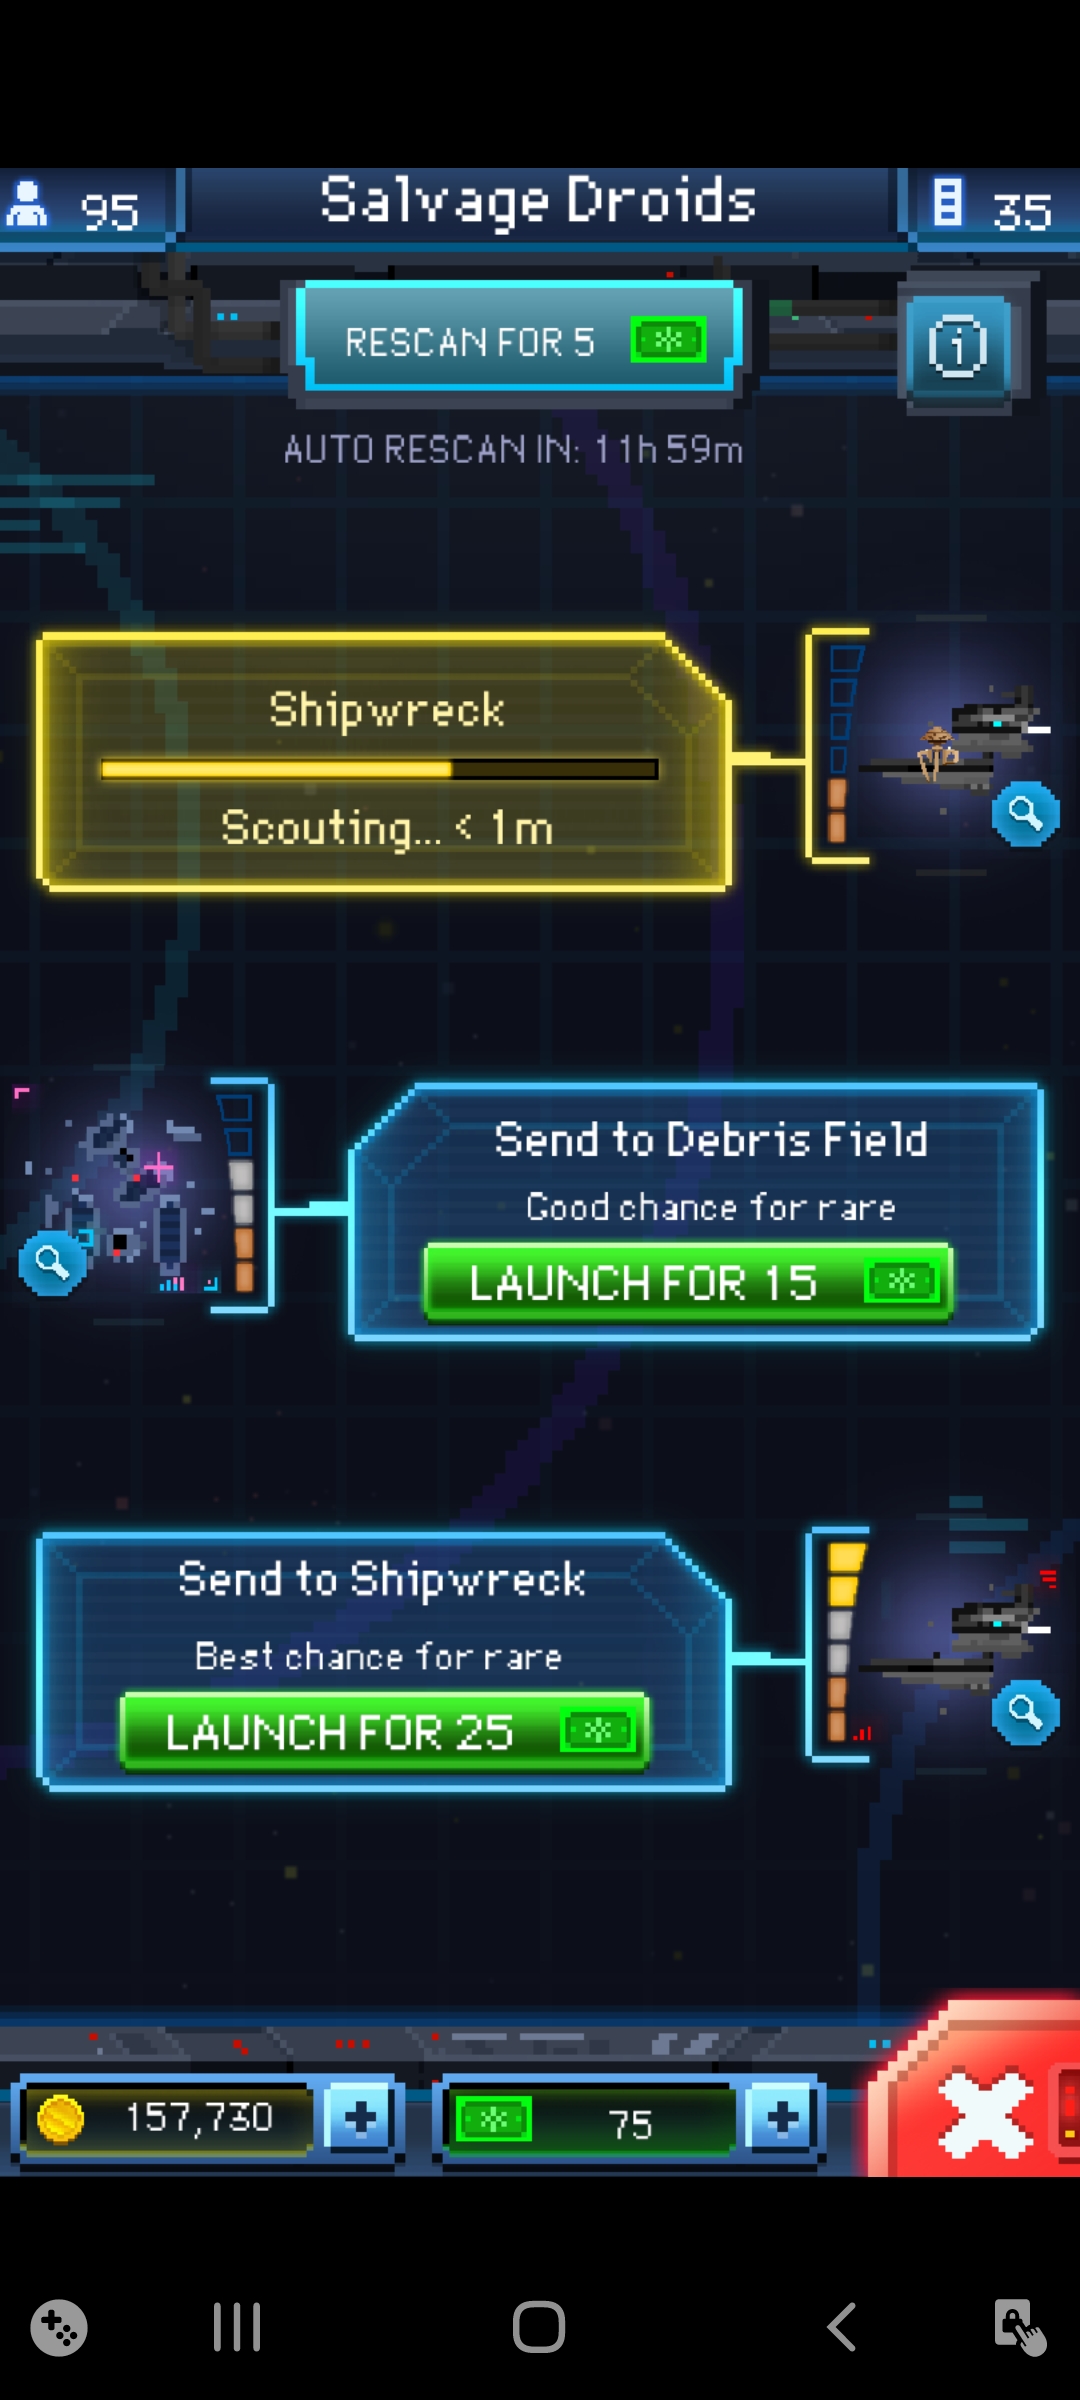 95
Salvage Droids
35
RESCAN FOR 5
AUTO RESCAN IN: 11h 59m
Shipwreck
Scouting... < 1m
Send to Debris Field
Good chance for rare
LAUNCH FOR 15
Send to Shipwreck
Best chance for rare
LAUNCH FOR 25
157,730
75